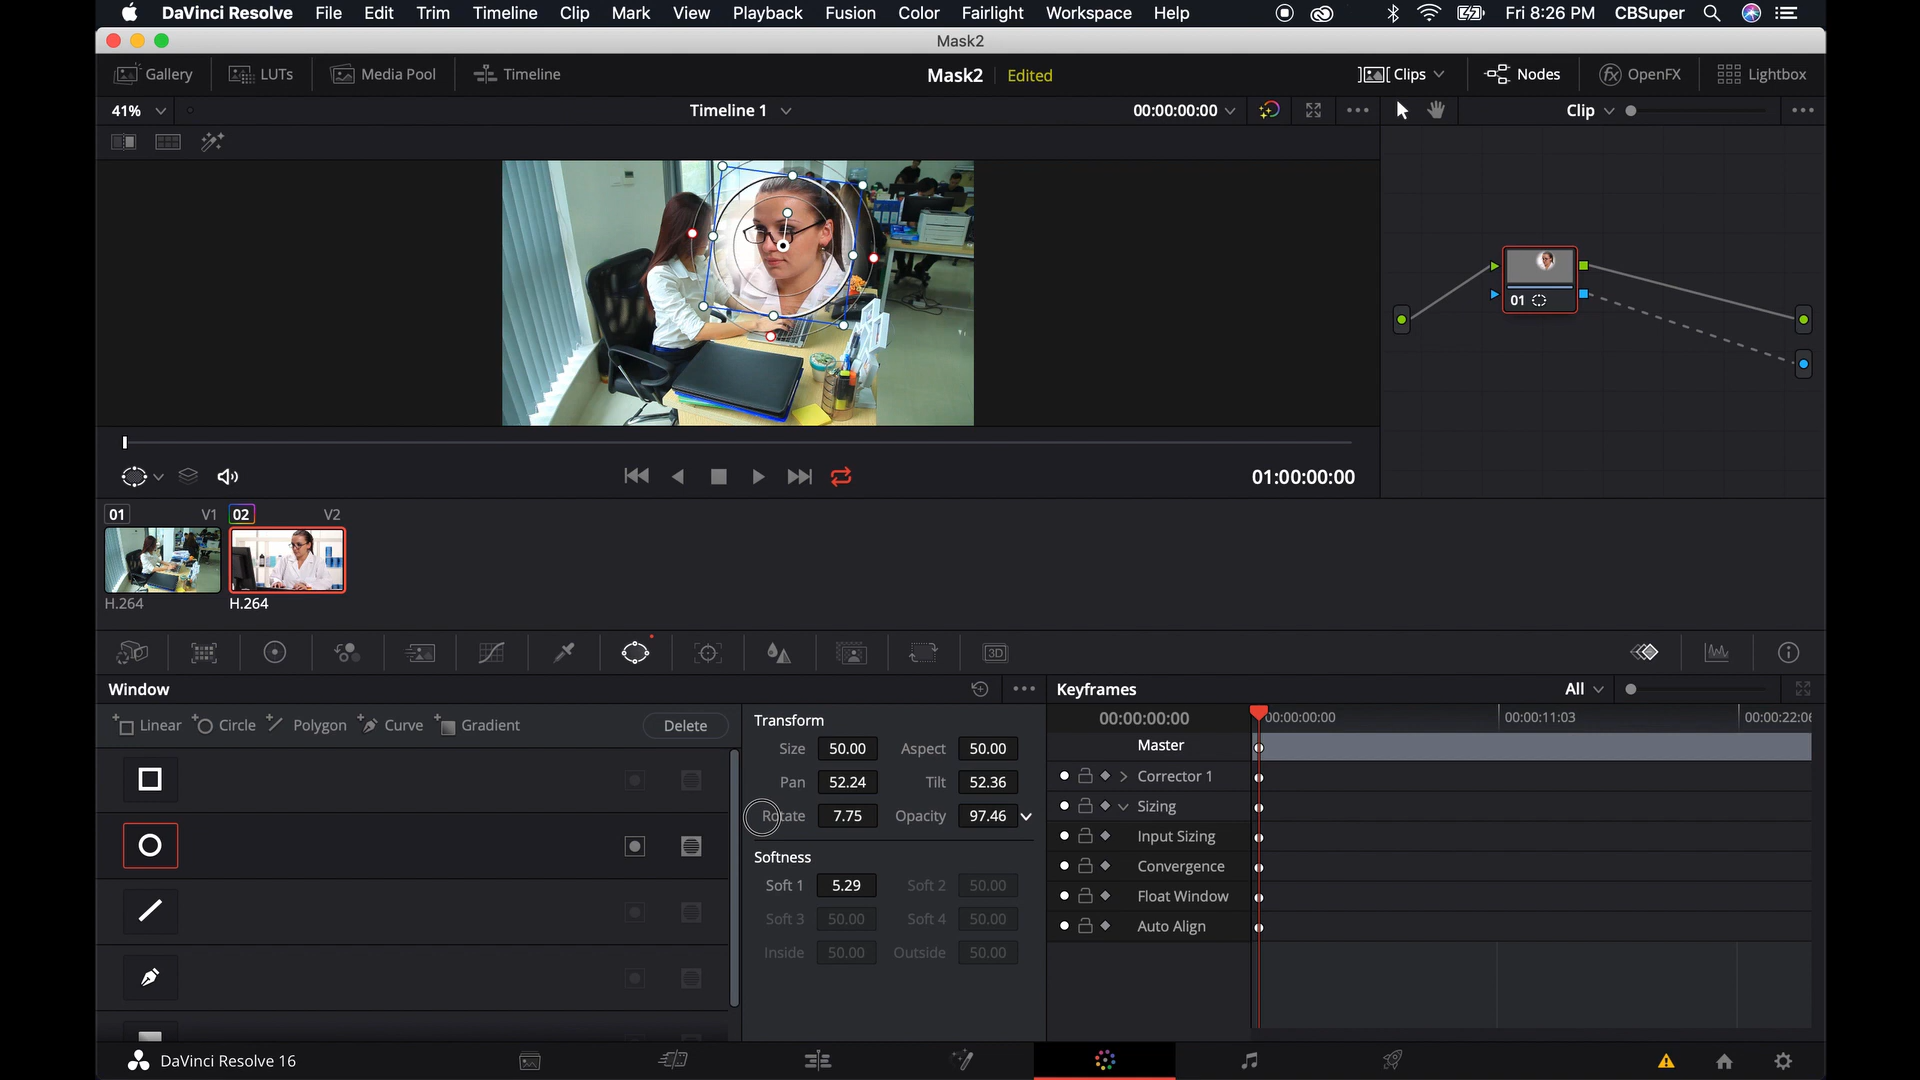 DaVinci Resolve File Edit Trim Timeline Clip Mark View Playback Fusion Color Fairlight Workspace Help Fri 8:26 PM CBSuper
Mask2
Gallery LUTs Media Pool Timeline Mask2 Edited Clips Nodes OpenFX Lightbox
41% Timeline 1 00:00:00:00 Clip
01
01:00:00:00
01 V1 02 V2
H.264 H.264
3D
Window Keyframes All
Linear Circle Polygon Curve Gradient Delete
Transform
Size 50.00 Aspect 50.00
Pan 52.24 Tilt 52.36
Rotate 7.75 Opacity 97.46
Softness
Soft 1 5.29 Soft 2 50.00
Soft 3 50.00 Soft 4 50.00
Inside 50.00 Outside 50.00
00:00:00:00 00:00:00:00 00:00:11:03 00:00:22:06
Master
Corrector 1
Sizing
Input Sizing
Convergence
Float Window
Auto Align
DaVinci Resolve 16